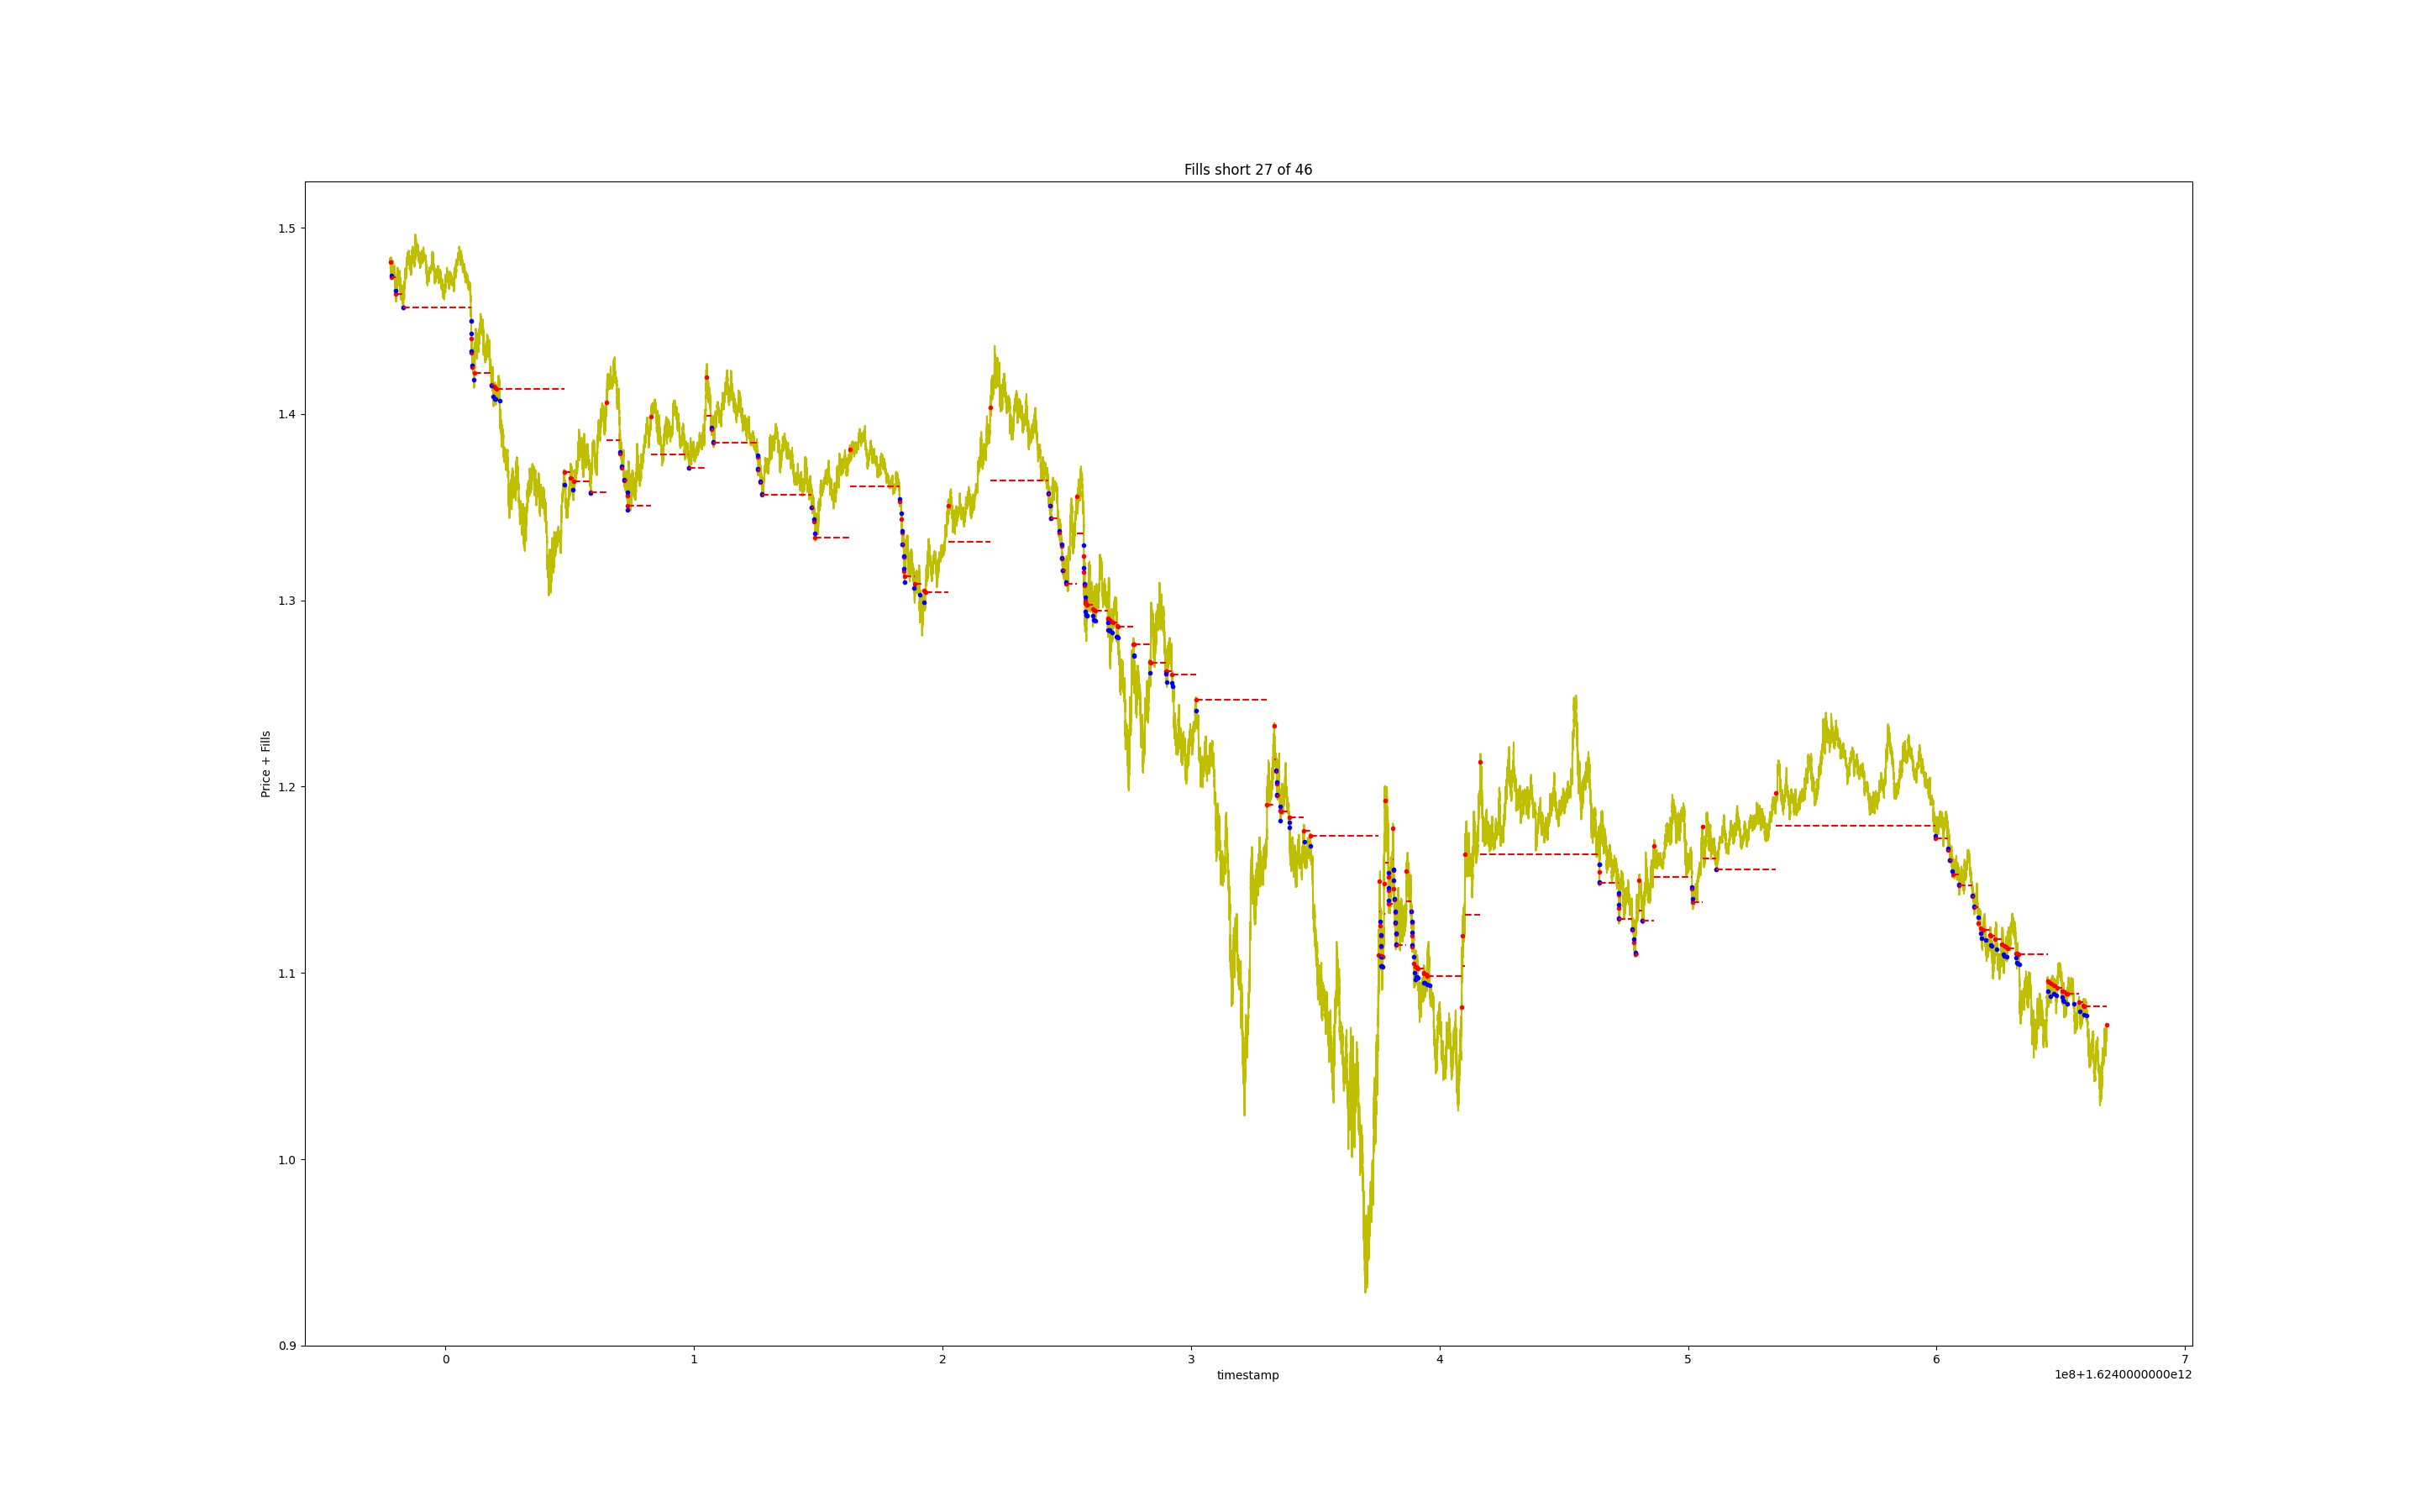 Fills short 27 of 46
1.5
1.4
1.3
1.2
1.1
1.0
0.9
Price + Fills
0 1 2 3 4 5 6 7
timestamp
1e8+1.6240000000e12